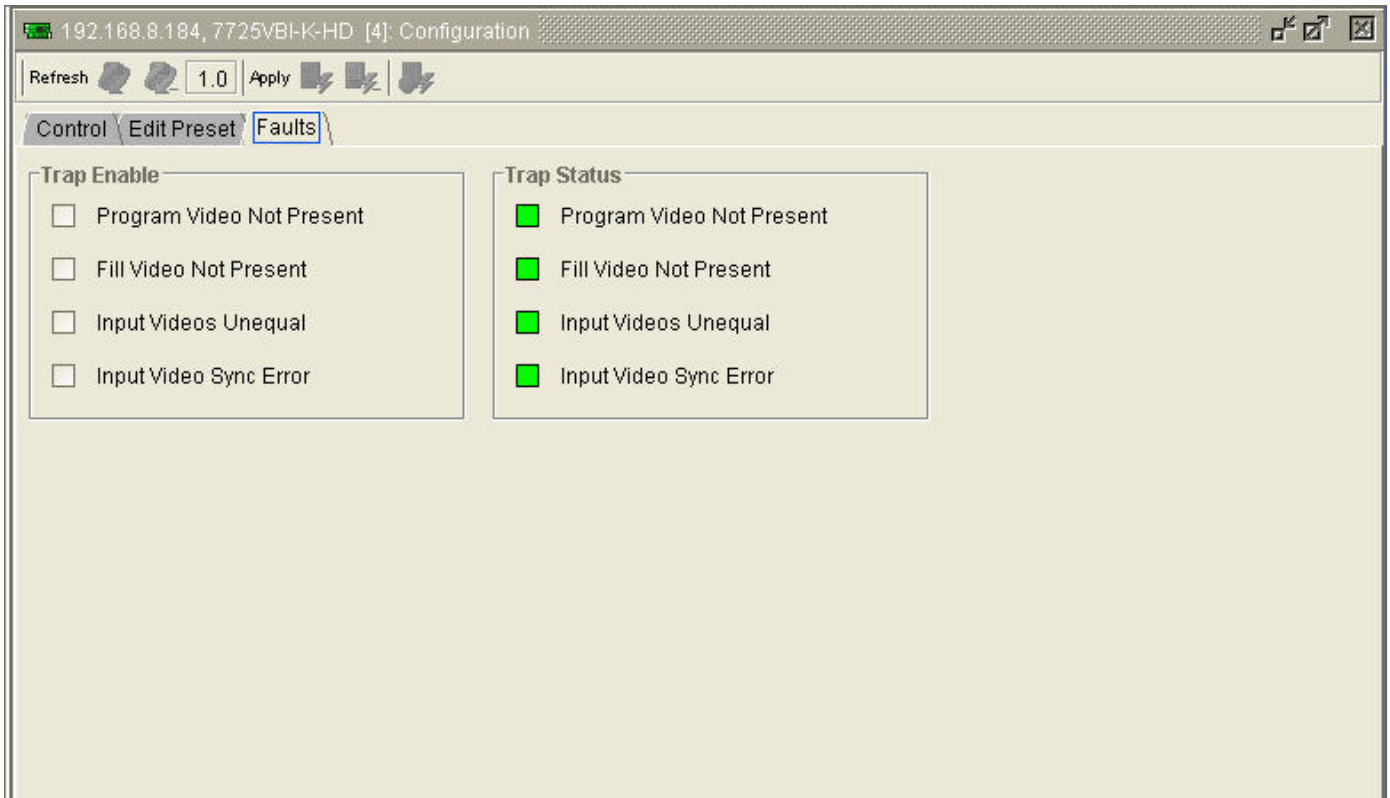 192.168.8.184, 7725VBI-K-HD [4]: Configuration
Refresh 1.0 Apply
Control Edit Preset Faults
Trap Enable
Program Video Not Present
Fill Video Not Present
Input Videos Unequal
Input Video Sync Error
Trap Status
Program Video Not Present
Fill Video Not Present
Input Videos Unequal
Input Video Sync Error